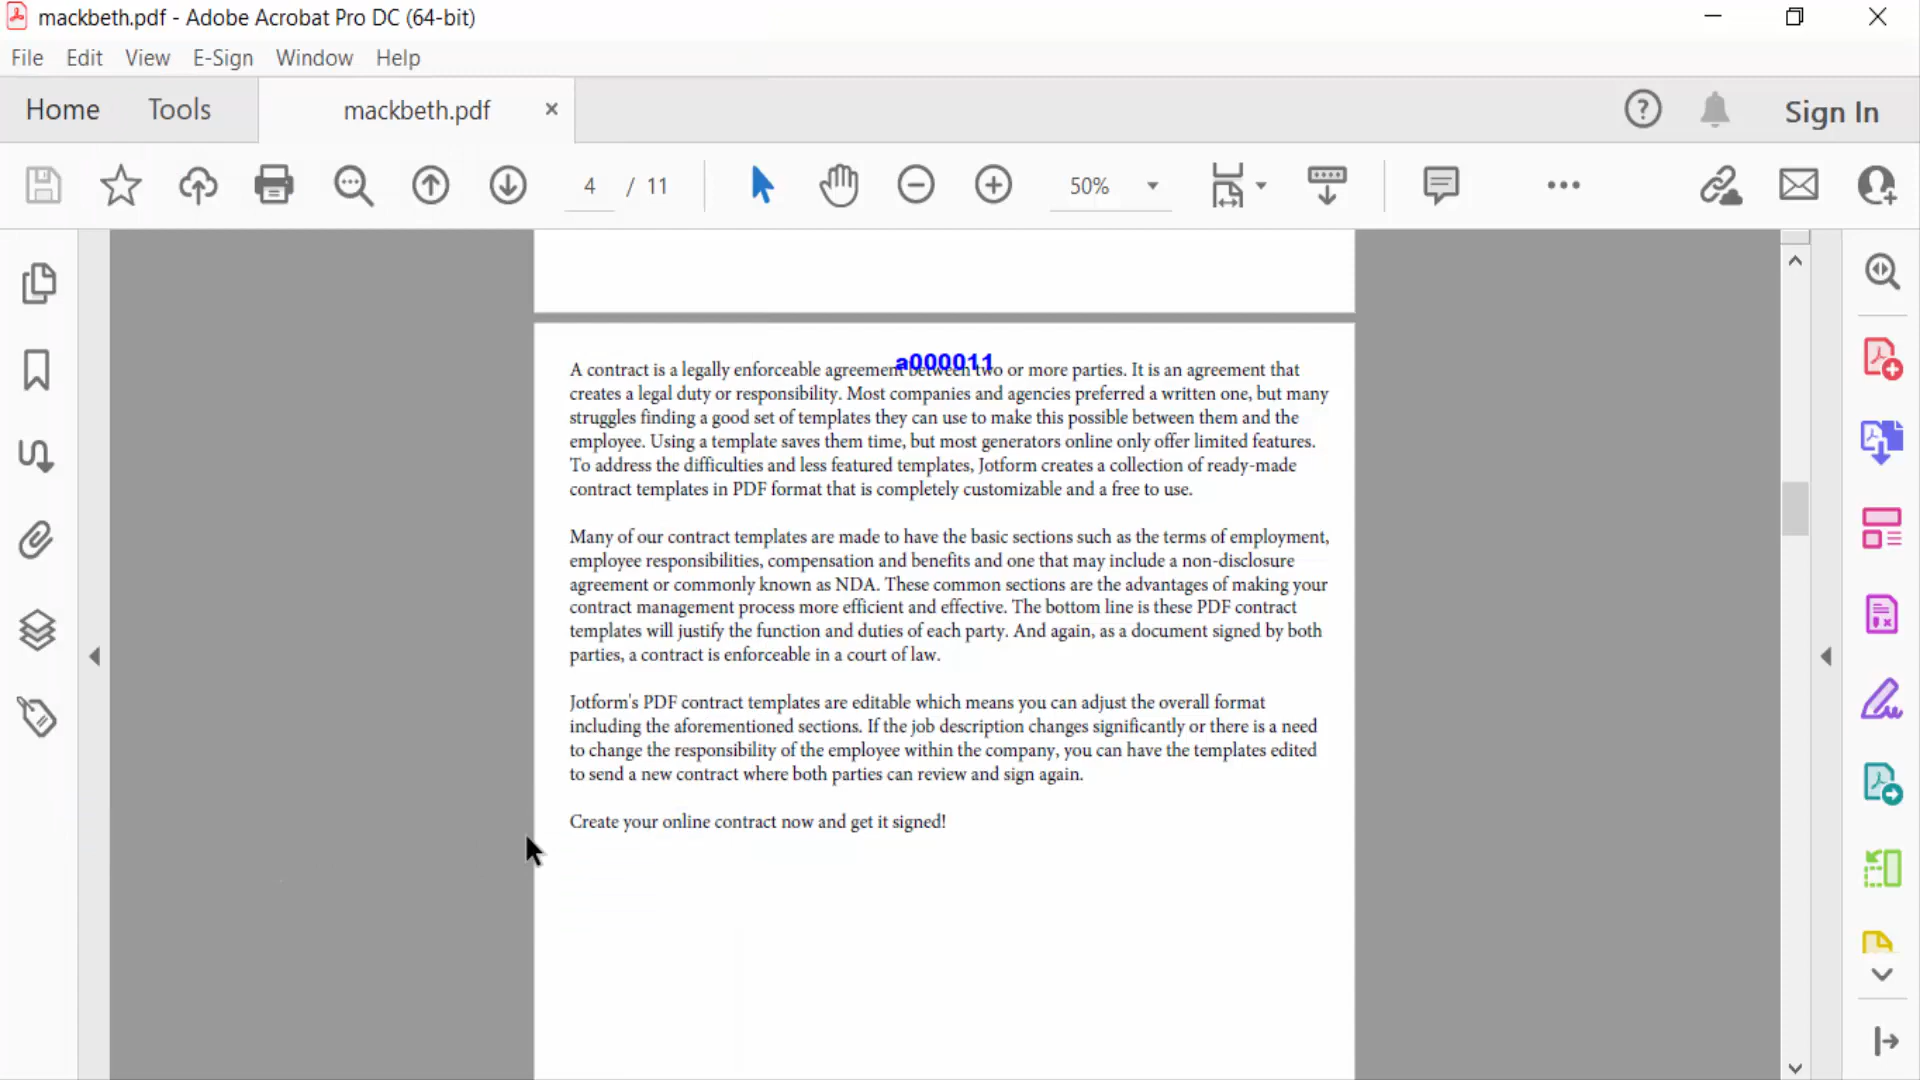 mackbeth.pdf - Adobe Acrobat Pro DC (64-bit)
File Edit View E-Sign Window Help
Home Tools mackbeth.pdf × Sign In
4 / 11 50%
a000011
A contract is a legally enforceable agreement between two or more parties. It is an agreement that
creates a legal duty or responsibility. Most companies and agencies preferred a written one, but many
struggles finding a good set of templates they can use to make this possible between them and the
employee. Using a template saves them time, but most generators online only offer limited features.
To address the difficulties and less featured templates, Jotform creates a collection of ready-made
contract templates in PDF format that is completely customizable and a free to use.
Many of our contract templates are made to have the basic sections such as the terms of employment,
employee responsibilities, compensation and benefits and one that may include a non-disclosure
agreement or commonly known as NDA. These common sections are the advantages of making your
contract management process more efficient and effective. The bottom line is these PDF contract
templates will justify the function and duties of each party. And again, as a document signed by both
parties, a contract is enforceable in a court of law.
Jotform's PDF contract templates are editable which means you can adjust the overall format
including the aforementioned sections. If the job description changes significantly or there is a need
to change the responsibility of the employee within the company, you can have the templates edited
to send a new contract where both parties can review and sign again.
Create your online contract now and get it signed!